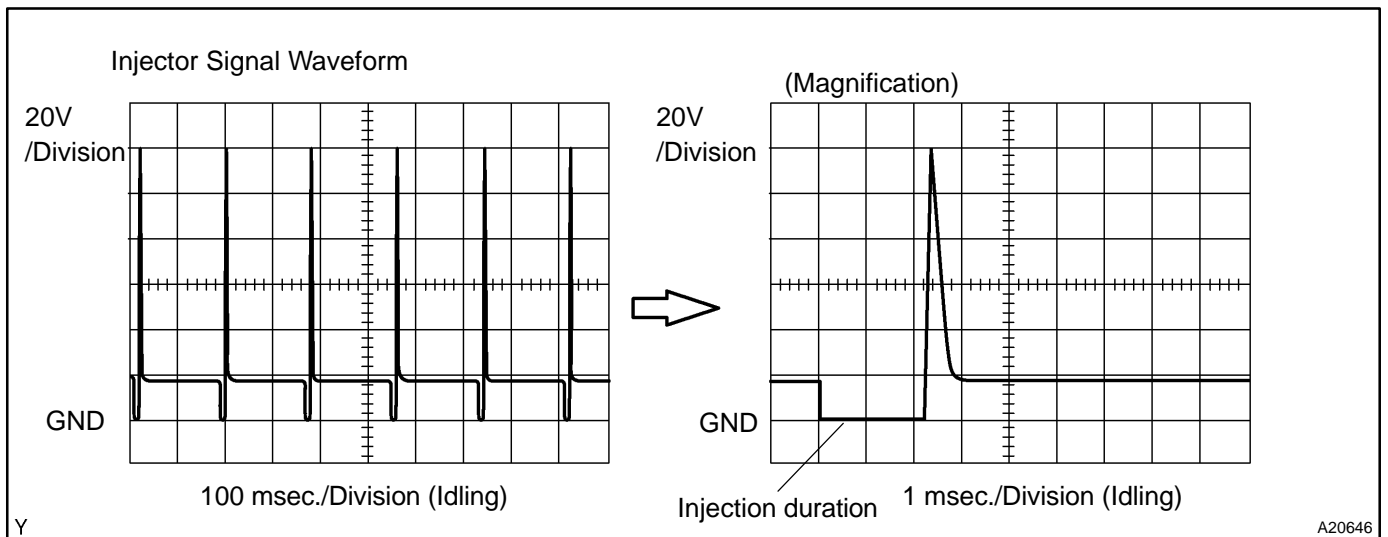 Injector Signal Waveform
(Magnification)
20V
/Division
20V
/Division
GND
GND
100 msec./Division (Idling)
Injection duration
1 msec./Division (Idling)
Y
A20646